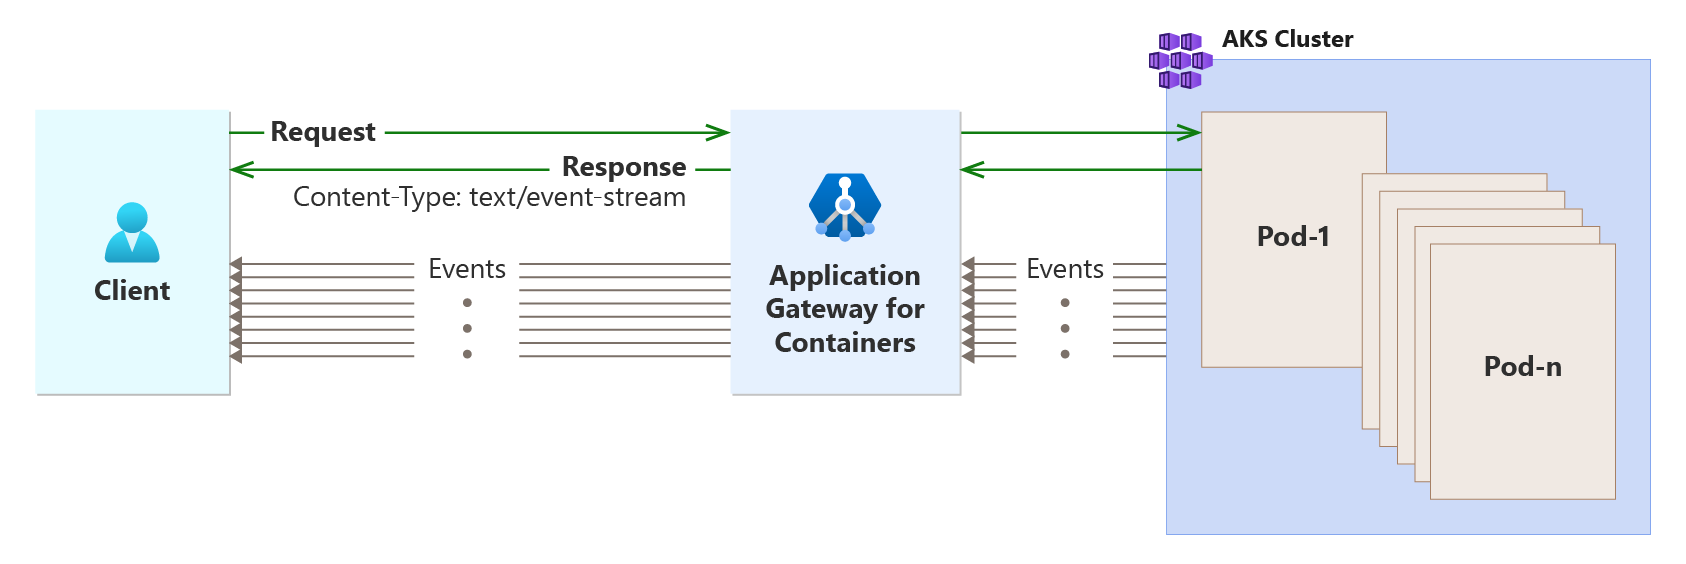 AKS Cluster
Request
Response
Content-Type: text/event-stream
Client
Events
Application
Gateway for
Containers
Events
Pod-1
Pod-n